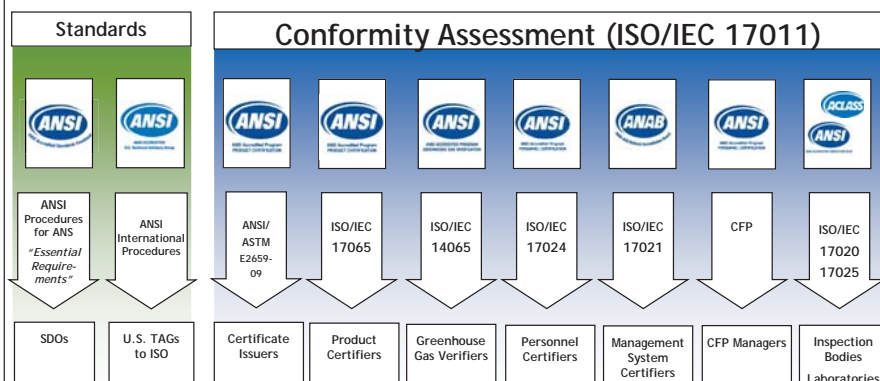 Standards
Conformity Assessment (ISO/IEC 17011)
ANSI
ANSI
ANSI
ANSI
ANSI
ANSI
ANAB
ANSI
ACLASS
ANSI
ANSI
Procedures
for ANS
"Essential
Require-
ments"
ANSI
International
Procedures
ANSI/
ASTM
E2659-
09
ISO/IEC
17065
ISO/IEC
14065
ISO/IEC
17024
ISO/IEC
17021
CFP
ISO/IEC
17020
17025
SDOs
U.S. TAGs
to ISO
Certificate
Issuers
Product
Certifiers
Greenhouse
Gas Verifiers
Personnel
Certifiers
Management
System
Certifiers
CFP Managers
Inspection
Bodies
Laboratories